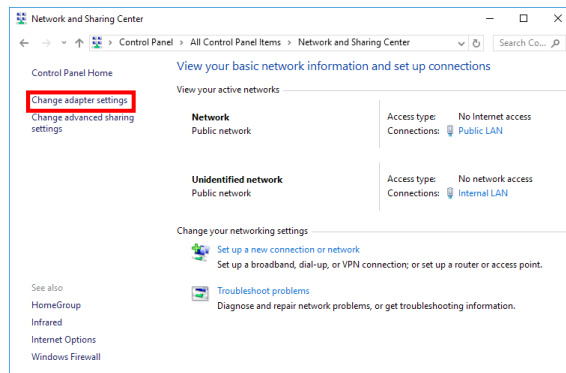 Network and Sharing Center
Control Panel > All Control Panel Items > Network and Sharing Center
Search Co...
Control Panel Home
Change adapter settings
Change advanced sharing
settings
View your basic network information and set up connections
View your active networks
Network
Public network
Access type: No Internet access
Connections: Public LAN
Unidentified network
Public network
Access type: No network access
Connections: Internal LAN
Change your networking settings
Set up a new connection or network
Set up a broadband, dial-up, or VPN connection; or set up a router or access point.
Troubleshoot problems
Diagnose and repair network problems, or get troubleshooting information.
See also
HomeGroup
Infrared
Internet Options
Windows Firewall